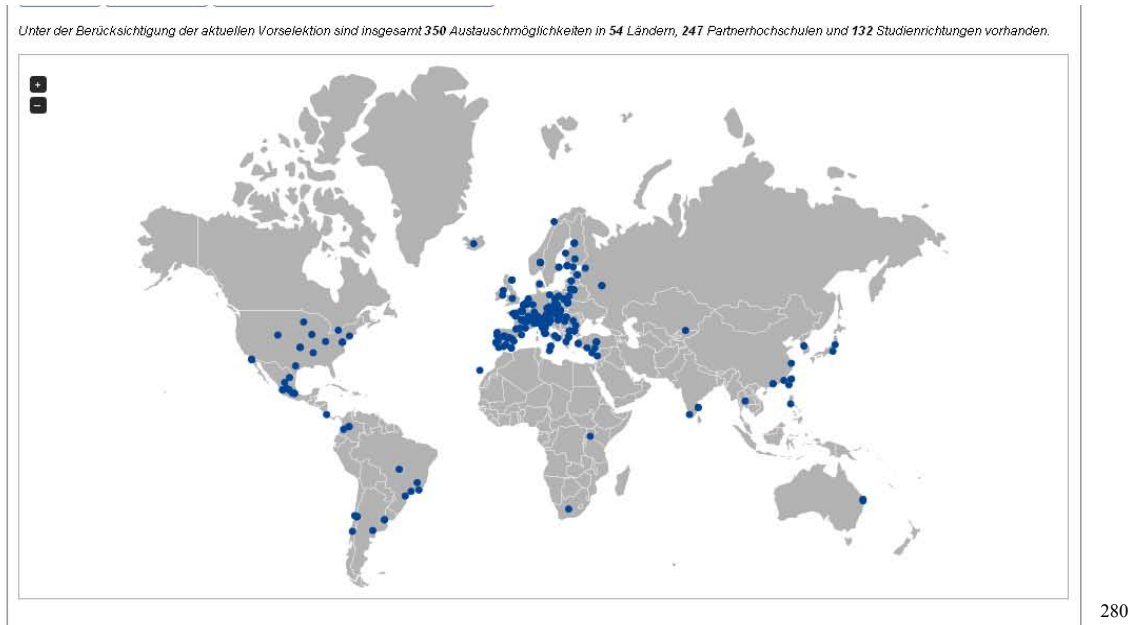 Unter der Berücksichtigung der aktuellen Vorselektion sind insgesamt 350 Austauschmöglichkeiten in 54 Ländern, 247 Partnerhochschulen und 132 Studienrichtungen vorhanden.
+
−
280